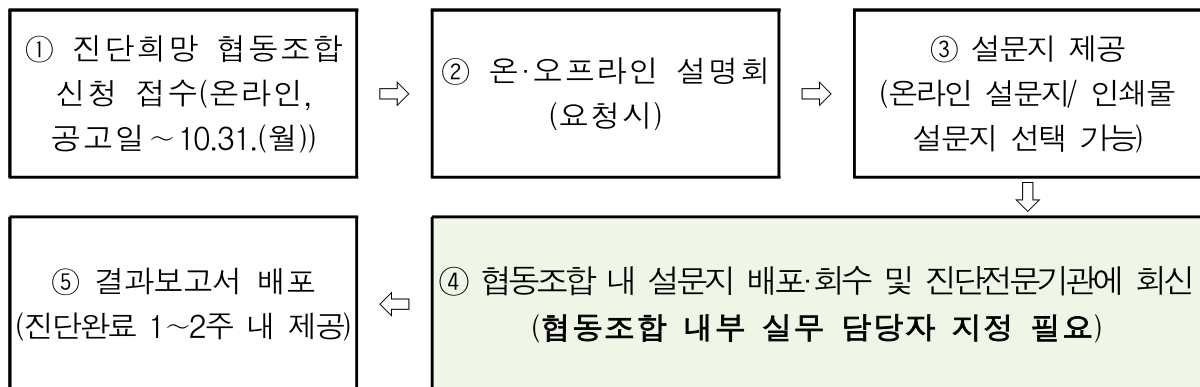 ① 진단희망 협동조합
신청 접수(온라인,
공고일~10.31.(월))
② 온·오프라인 설명회
(요청시)
③ 설문지 제공
(온라인 설문지/ 인쇄물
설문지 선택 가능)
④ 협동조합 내 설문지 배포·회수 및 진단전문기관에 회신
(협동조합 내부 실무 담당자 지정 필요)
⑤ 결과보고서 배포
(진단완료 1~2주 내 제공)